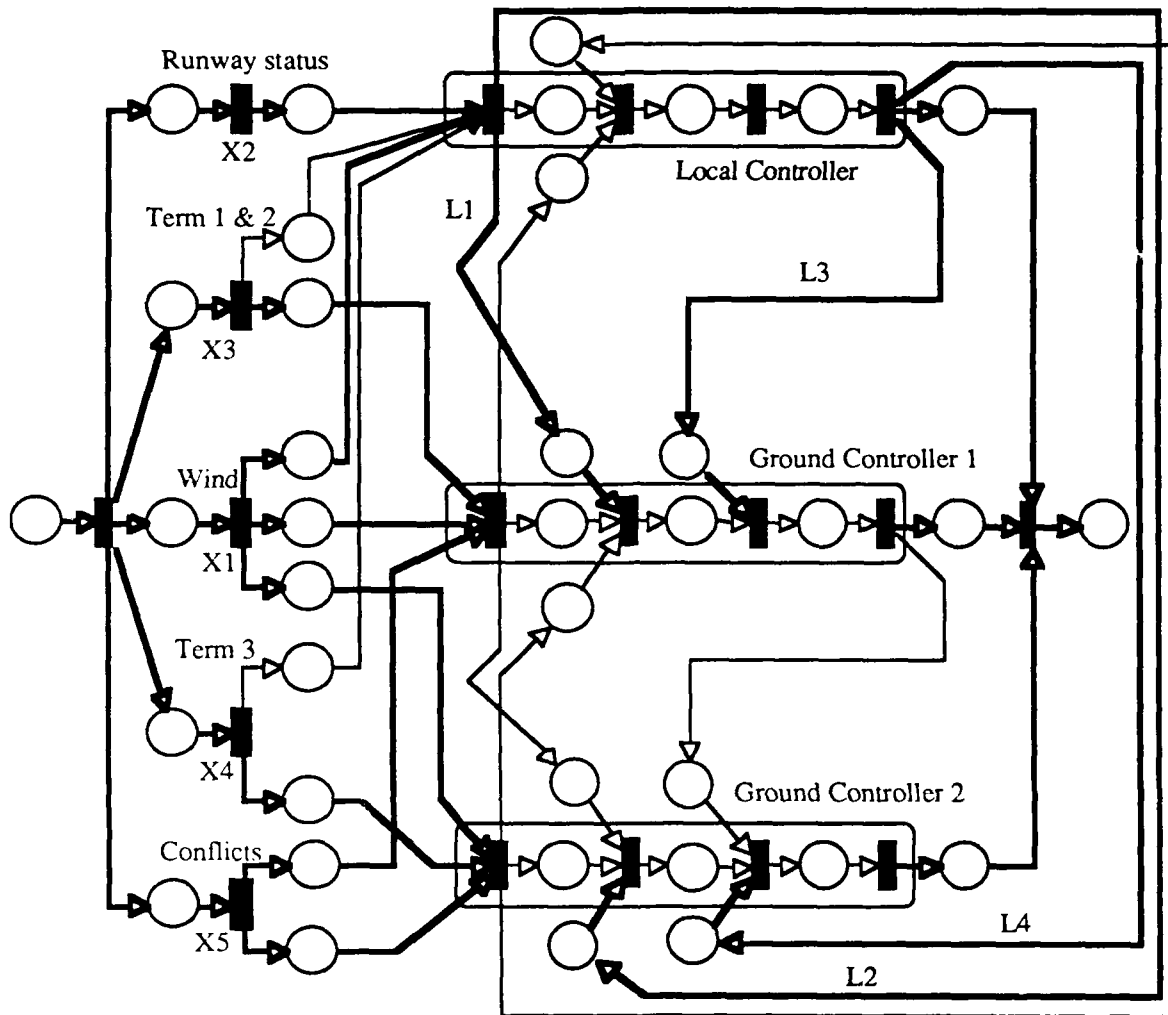 Runway status
X2
Local Controller
Term 1 & 2
L1
L3
X3
Ground Controller 1
Wind
X1
Term 3
X4
Ground Controller 2
Conflicts
X5
L4
L2